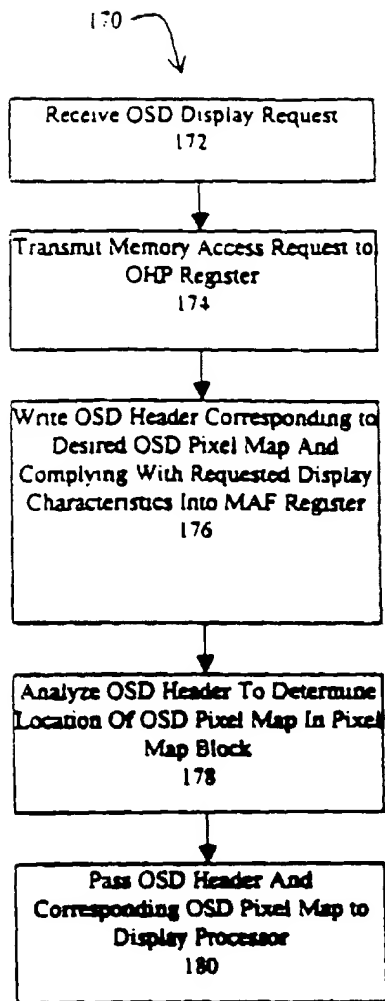 170
Receive OSD Display Request
172
Transmit Memory Access Request to
OHP Register
174
Write OSD Header Corresponding to
Desired OSD Pixel Map And
Complying With Requested Display
Characteristics Into MAF Register
176
Analyze OSD Header To Determine
Location Of OSD Pixel Map In Pixel
Map Block
178
Pass OSD Header And
Corresponding OSD Pixel Map to
Display Processor
180